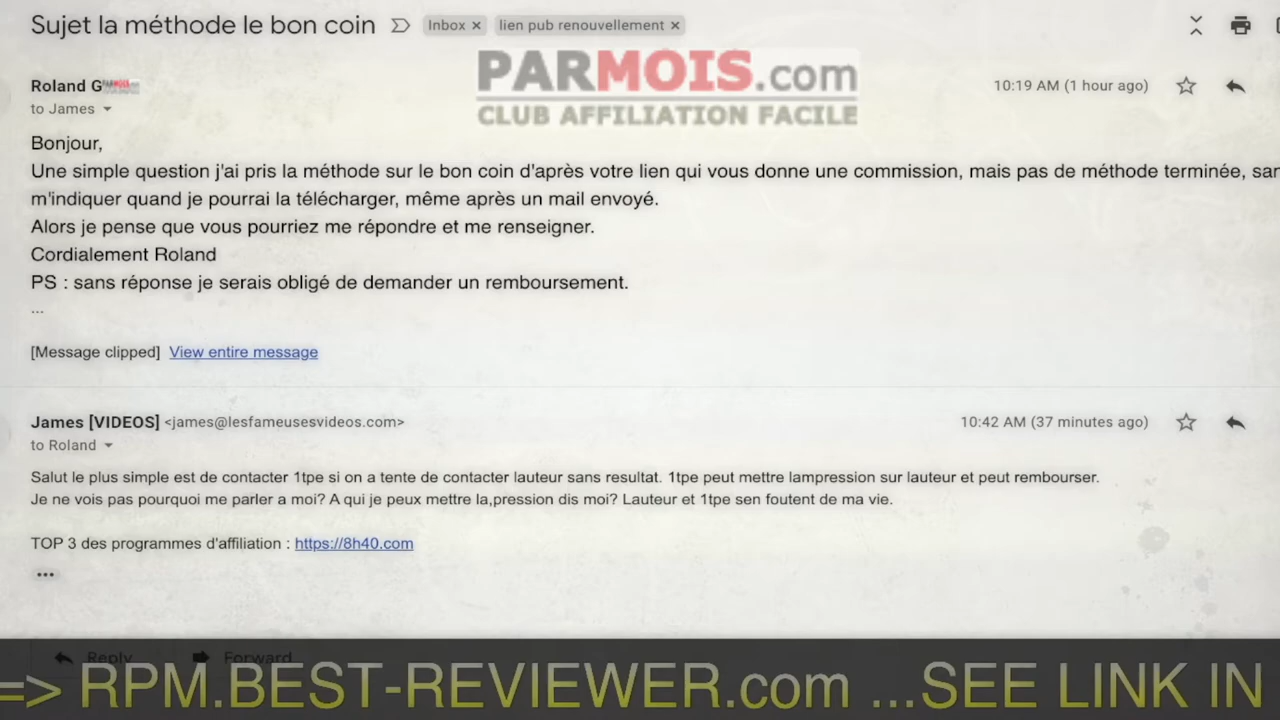 Sujet la méthode le bon coin
Inbox × lien pub renouvellement ×
PARMOIS.com
CLUB AFFILIATION FACILE
Roland G
10:19 AM (1 hour ago)
to James
Bonjour,
Une simple question j'ai pris la méthode sur le bon coin d'après votre lien qui vous donne une commission, mais pas de méthode terminée, sar
m'indiquer quand je pourrai la télécharger, même après un mail envoyé.
Alors je pense que vous pourriez me répondre et me renseigner.
Cordialement Roland
PS : sans réponse je serais obligé de demander un remboursement.
...
[Message clipped] View entire message
James [VIDEOS] <james@lesfameusesvideos.com>
10:42 AM (37 minutes ago)
to Roland
Salut le plus simple est de contacter 1tpe si on a tente de contacter lauteur sans resultat. 1tpe peut mettre lampression sur lauteur et peut rembourser.
Je ne vois pas pourquoi me parler a moi? A qui je peux mettre la,pression dis moi? Lauteur et 1tpe sen foutent de ma vie.
TOP 3 des programmes d'affiliation : https://8h40.com
...
Reply Forward
=> RPM.BEST-REVIEWER.com ...SEE LINK IN